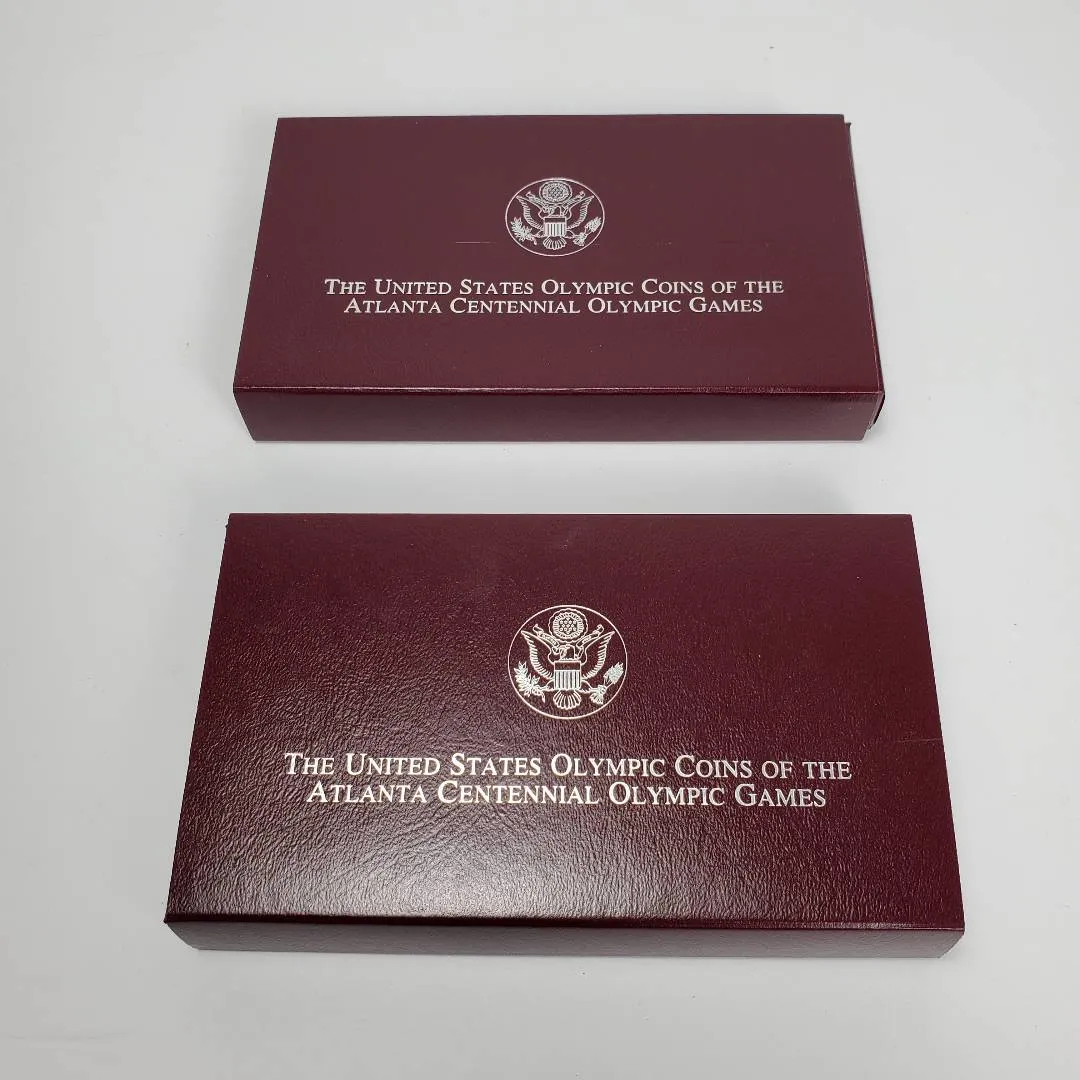 The United States Olympic Coins of the
Atlanta Centennial Olympic Games
The United States Olympic Coins of the
Atlanta Centennial Olympic Games